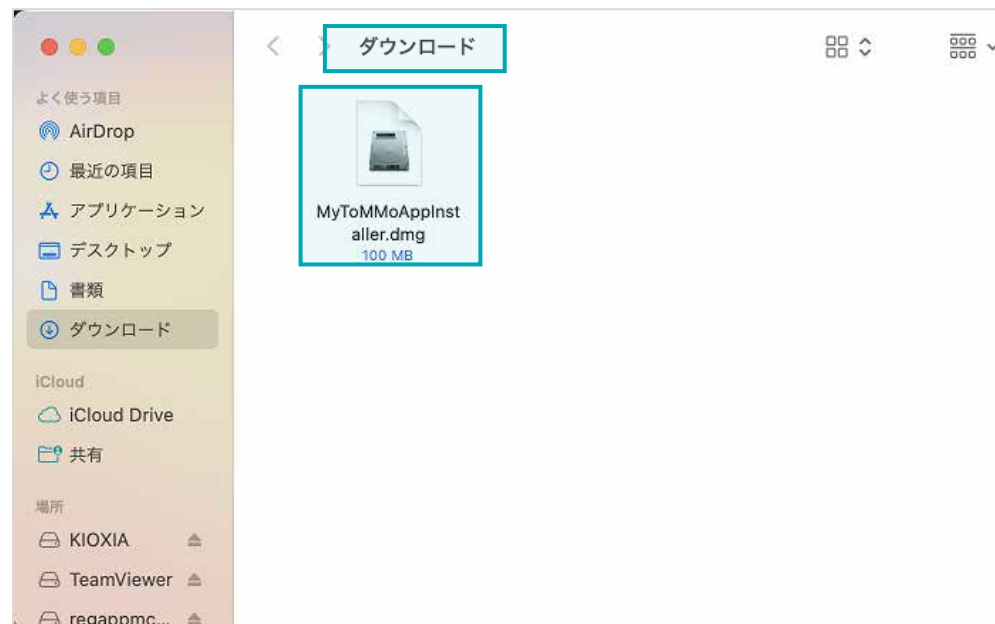 ダウンロード
よく使う項目
AirDrop
最近の項目
アプリケーション
デスクトップ
書類
ダウンロード
iCloud
iCloud Drive
共有
場所
KIOXIA
TeamViewer
regappmc...
MyToMMoAppInst
aller.dmg
100 MB